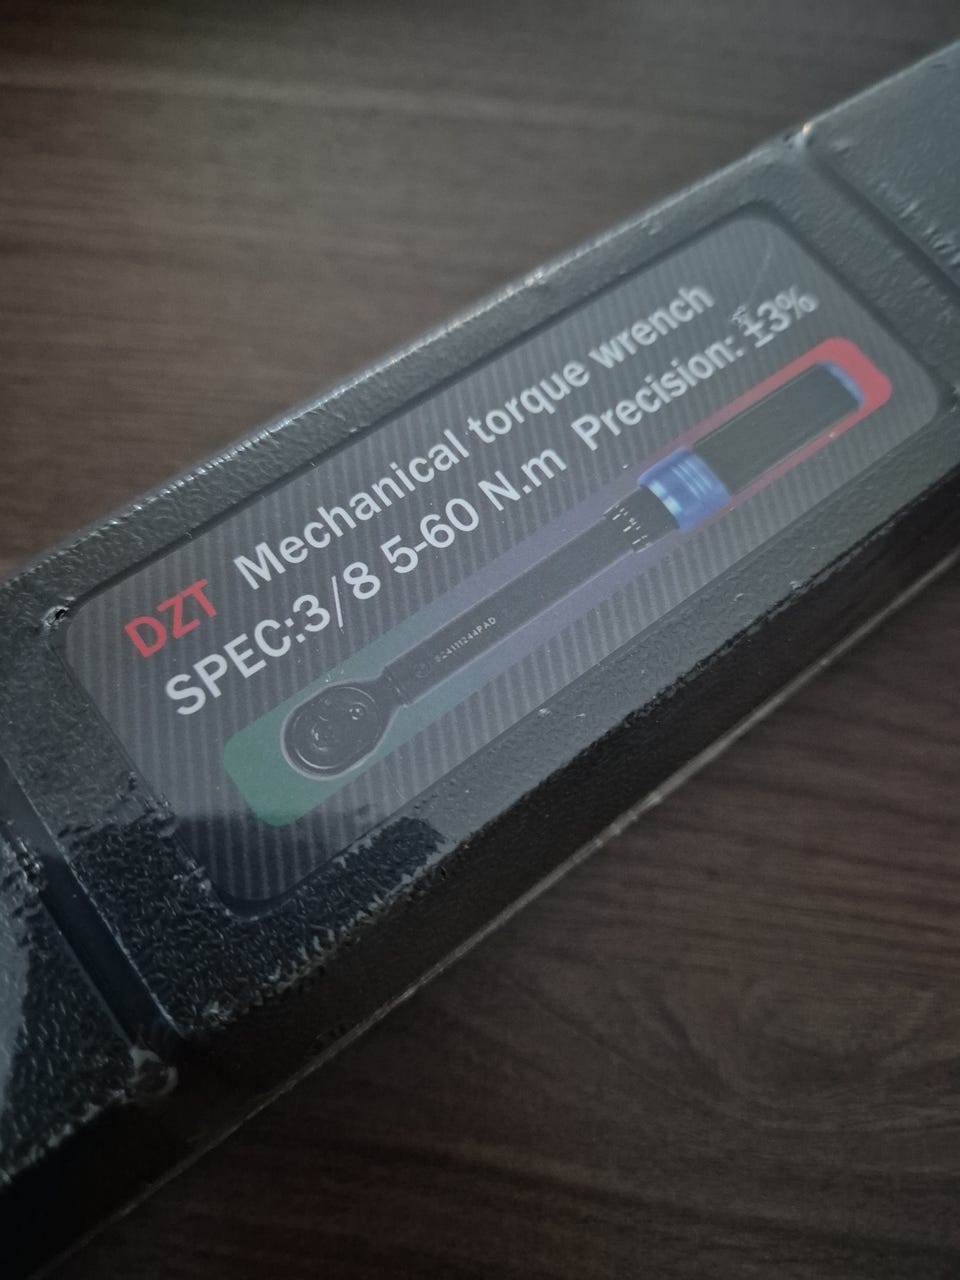 DZT Mechanical torque wrench
SPEC:3/8 5-60 N.m Precision: ±3%